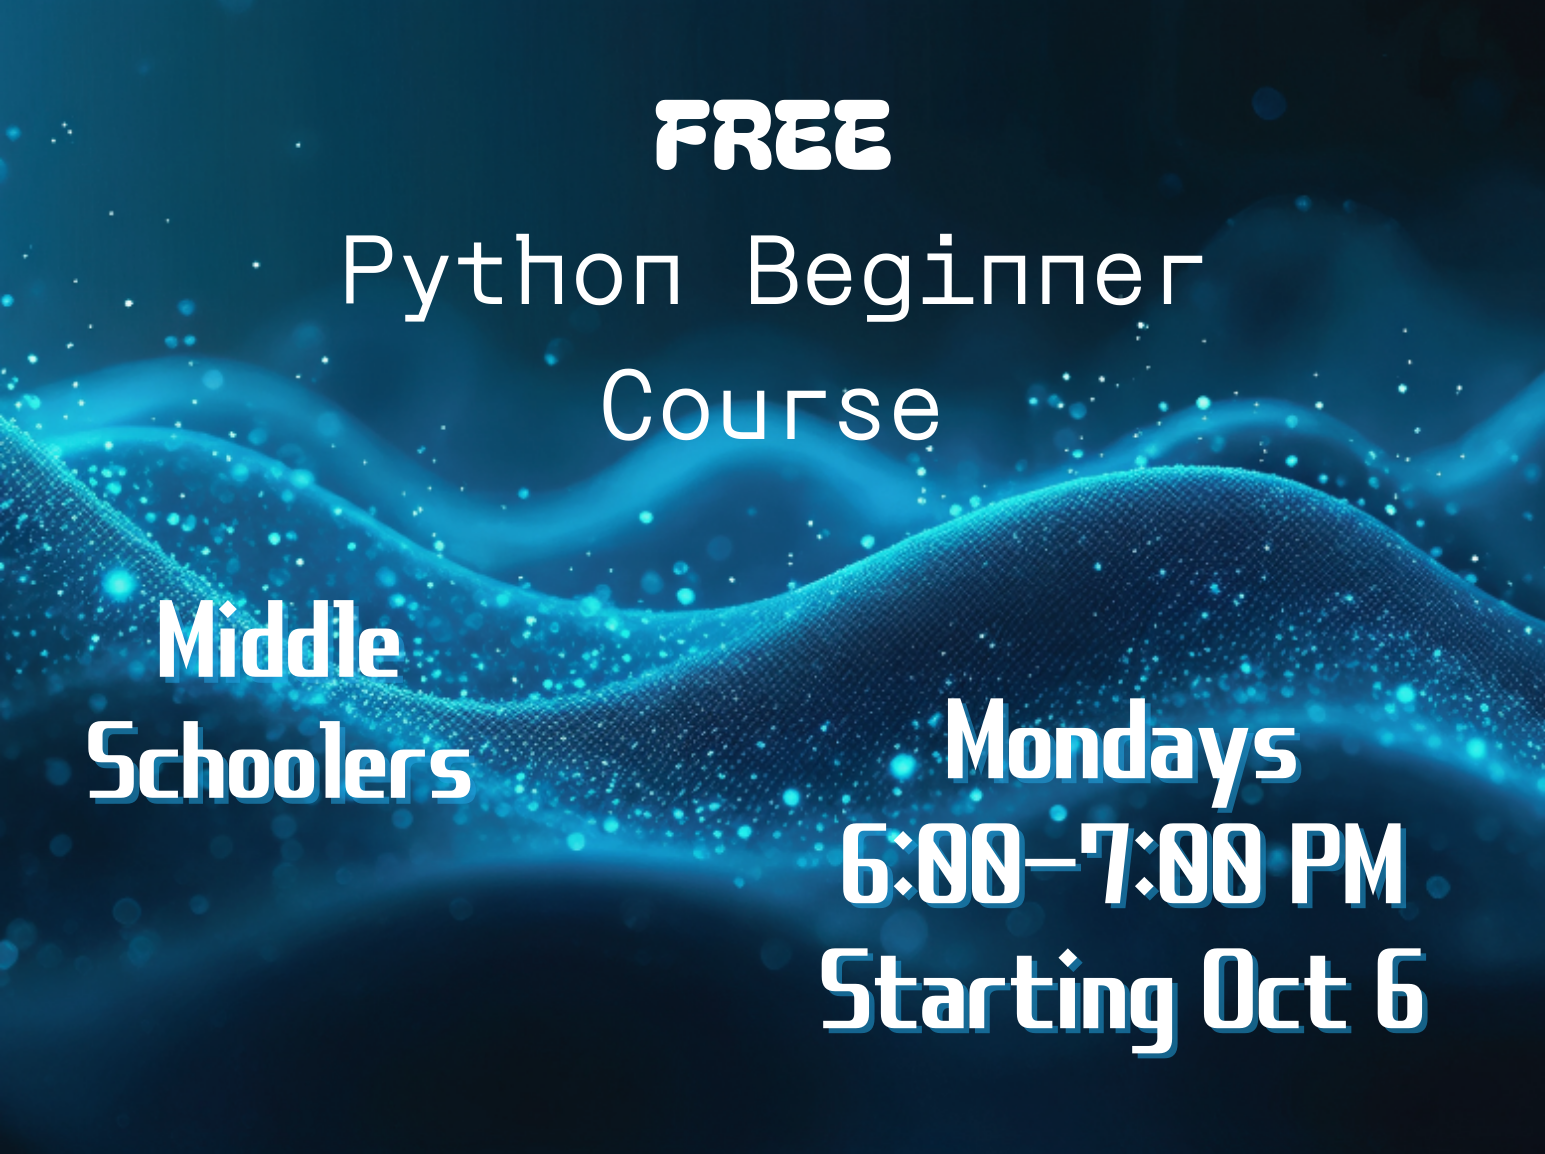 FREE
Python Beginner
Course
Middle
Schoolers
Mondays
6:00–7:00 PM
Starting Oct 6